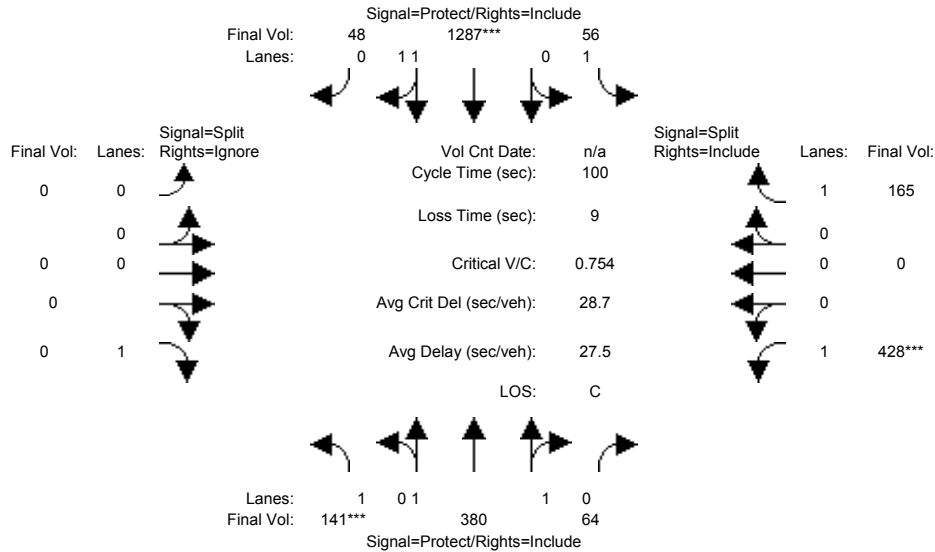 Signal=Protect/Rights=Include
Final Vol: 48 1287*** 56
Lanes: 0 1 1 0 1
Signal=Split Signal=Split
Final Vol: Lanes: Rights=Ignore Vol Cnt Date: n/a Rights=Include Lanes: Final Vol:
Cycle Time (sec): 100
0 0 1 165
Loss Time (sec): 9
0 0
0 0 Critical V/C: 0.754 0 0
0 Avg Crit Del (sec/veh): 28.7 0
0 1 Avg Delay (sec/veh): 27.5 1 428***
LOS: C
Lanes: 1 0 1 1 0
Final Vol: 141*** 380 64
Signal=Protect/Rights=Include